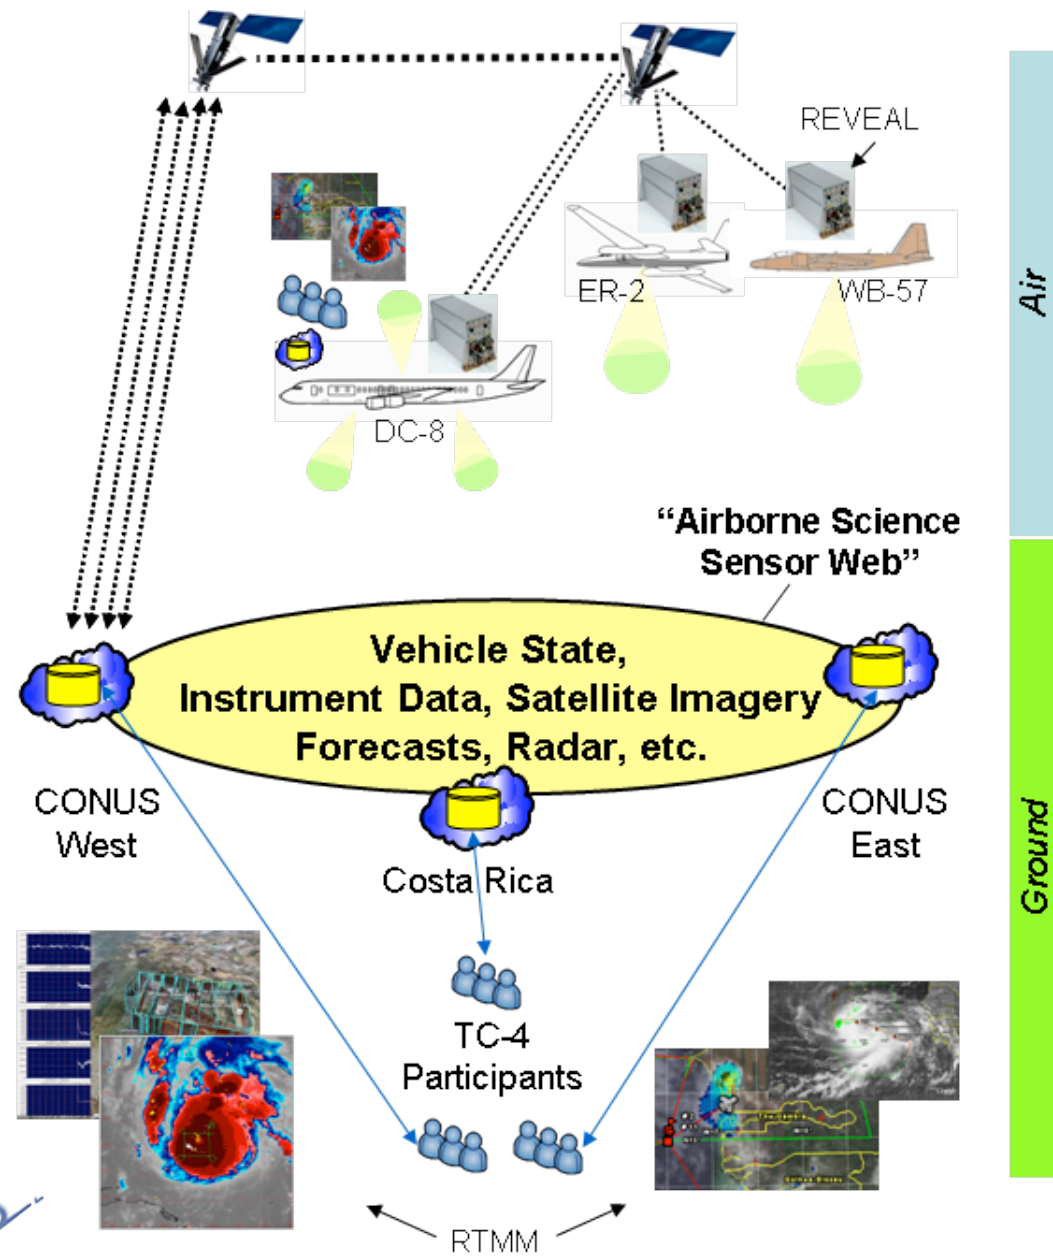 REVEAL
ER-2
WB-57
DC-8
Air
“Airborne Science
Sensor Web”
Vehicle State,
Instrument Data, Satellite Imagery
Forecasts, Radar, etc.
CONUS
West
CONUS
East
Costa Rica
Ground
TC-4
Participants
RTMM